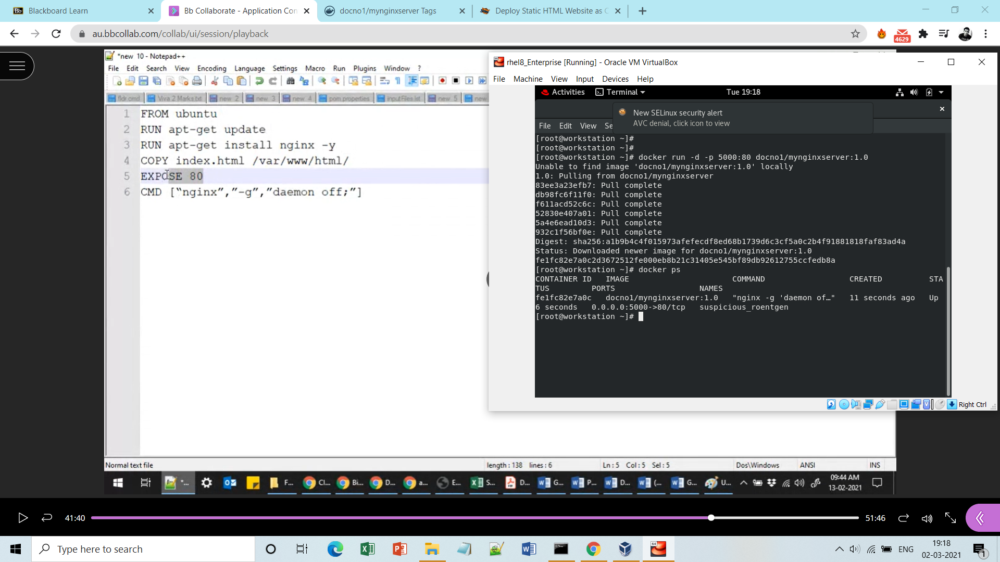 Blackboard Learn
Bb Collaborate - Application Con
docno1/mynginxserver Tags
Deploy Static HTML Website as C
au.bbcollab.com/collab/ui/session/playback
4629
*new 10 - Notepad++
File Edit Search View Encoding Language Settings Macro Run Plugins Window ?
fldr.cmd Viva 2 Marks.txt new 2 new 3 new 4 pom.properties inputFiles.lst new 5 new
1 FROM ubuntu
2 RUN apt-get update
3 RUN apt-get install nginx -y
4 COPY index.html /var/www/html/
5 EXPOSE 80
6 CMD [“nginx”,”-g”,”daemon off;”]
Normal text file length : 138 lines : 6 Ln : 5 Col : 5 Sel : 5 Dos\Windows ANSI INS
F... Cl... Bi... D... a... E... S... D... G... P... D... (... G... U...
09:44 AM
13-02-2021
rhel8_Enterprise [Running] - Oracle VM VirtualBox
File Machine View Input Devices Help
Activities Terminal Tue 19:18
New SELinux security alert
AVC denial, click icon to view
File Edit View Se
[root@workstation ~]#
[root@workstation ~]#
[root@workstation ~]# docker run -d -p 5000:80 docno1/mynginxserver:1.0
Unable to find image 'docno1/mynginxserver:1.0' locally
1.0: Pulling from docno1/mynginxserver
83ee3a23efb7: Pull complete
db98fc6f11f0: Pull complete
f611acd52c6c: Pull complete
52830e407a01: Pull complete
5a4e6ead10d3: Pull complete
932c1f56bf0e: Pull complete
Digest: sha256:a1b9b4c4f015973afefecdf8ed68b1739d6c3cf5a0c2b4f91881818faf83ad4a
Status: Downloaded newer image for docno1/mynginxserver:1.0
fe1fc82e7a0c2d3672512fe000eb8b21c31405e545bf89db92612755ccfedb8a
[root@workstation ~]# docker ps
CONTAINER ID IMAGE COMMAND CREATED STA
TUS PORTS NAMES
fe1fc82e7a0c docno1/mynginxserver:1.0 "nginx -g 'daemon of…" 11 seconds ago Up
6 seconds 0.0.0.0:5000->80/tcp suspicious_roentgen
[root@workstation ~]#
Right Ctrl
41:40
51:46
Type here to search
ENG
19:18
02-03-2021
1